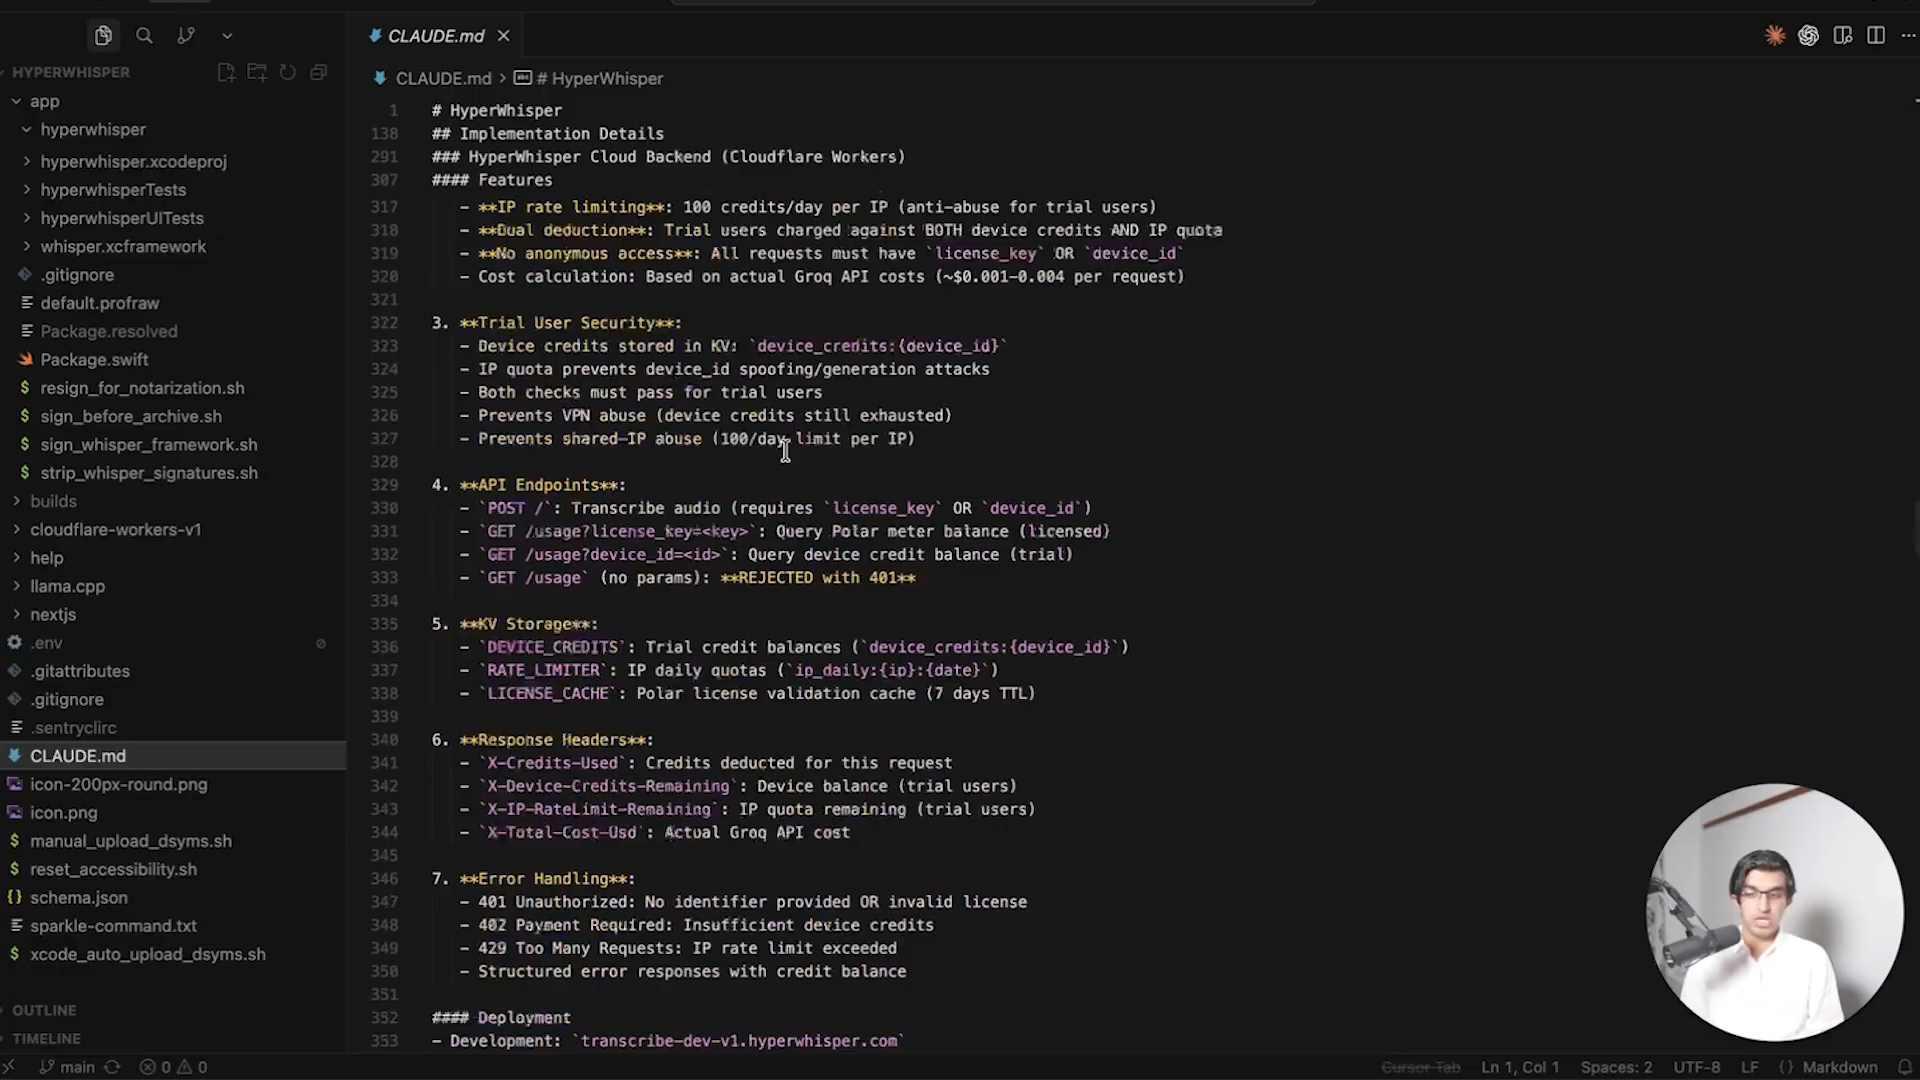 CLAUDE.md
HYPERWHISPER
app
hyperwhisper
hyperwhisper.xcodeproj
hyperwhisperTests
hyperwhisperUITests
whisper.xcframework
.gitignore
default.profraw
Package.resolved
Package.swift
$ resign_for_notarization.sh
$ sign_before_archive.sh
$ sign_whisper_framework.sh
$ strip_whisper_signatures.sh
builds
cloudflare-workers-v1
help
llama.cpp
nextjs
.env
.gitattributes
.gitignore
.sentryclirc
CLAUDE.md
icon-200px-round.png
icon.png
$ manual_upload_dsyms.sh
$ reset_accessibility.sh
{} schema.json
sparkle-command.txt
$ xcode_auto_upload_dsyms.sh
OUTLINE
TIMELINE
CLAUDE.md > # HyperWhisper
1 # HyperWhisper
138 ## Implementation Details
291 ### HyperWhisper Cloud Backend (Cloudflare Workers)
307 #### Features
317 - **IP rate limiting**: 100 credits/day per IP (anti-abuse for trial users)
318 - **Dual deduction**: Trial users charged against BOTH device credits AND IP quota
319 - **No anonymous access**: All requests must have `license_key` OR `device_id`
320 - Cost calculation: Based on actual Groq API costs (~$0.001-0.004 per request)
321
322 3. **Trial User Security**:
323 - Device credits stored in KV: `device_credits:{device_id}`
324 - IP quota prevents device_id spoofing/generation attacks
325 - Both checks must pass for trial users
326 - Prevents VPN abuse (device credits still exhausted)
327 - Prevents shared-IP abuse (100/day limit per IP)
328
329 4. **API Endpoints**:
330 - `POST /`: Transcribe audio (requires `license_key` OR `device_id`)
331 - `GET /usage?license_key=<key>`: Query Polar meter balance (licensed)
332 - `GET /usage?device_id=<id>`: Query device credit balance (trial)
333 - `GET /usage` (no params): **REJECTED with 401**
334
335 5. **KV Storage**:
336 - `DEVICE_CREDITS`: Trial credit balances (`device_credits:{device_id}`)
337 - `RATE_LIMITER`: IP daily quotas (`ip_daily:{ip}:{date}`)
338 - `LICENSE_CACHE`: Polar license validation cache (7 days TTL)
339
340 6. **Response Headers**:
341 - `X-Credits-Used`: Credits deducted for this request
342 - `X-Device-Credits-Remaining`: Device balance (trial users)
343 - `X-IP-RateLimit-Remaining`: IP quota remaining (trial users)
344 - `X-Total-Cost-Usd`: Actual Groq API cost
345
346 7. **Error Handling**:
347 - 401 Unauthorized: No identifier provided OR invalid license
348 - 402 Payment Required: Insufficient device credits
349 - 429 Too Many Requests: IP rate limit exceeded
350 - Structured error responses with credit balance
351
352 #### Deployment
353 - Development: `transcribe-dev-v1.hyperwhisper.com`
main 0 0
Cursor Tab Ln 1, Col 1 Spaces: 2 UTF-8 LF {} Markdown